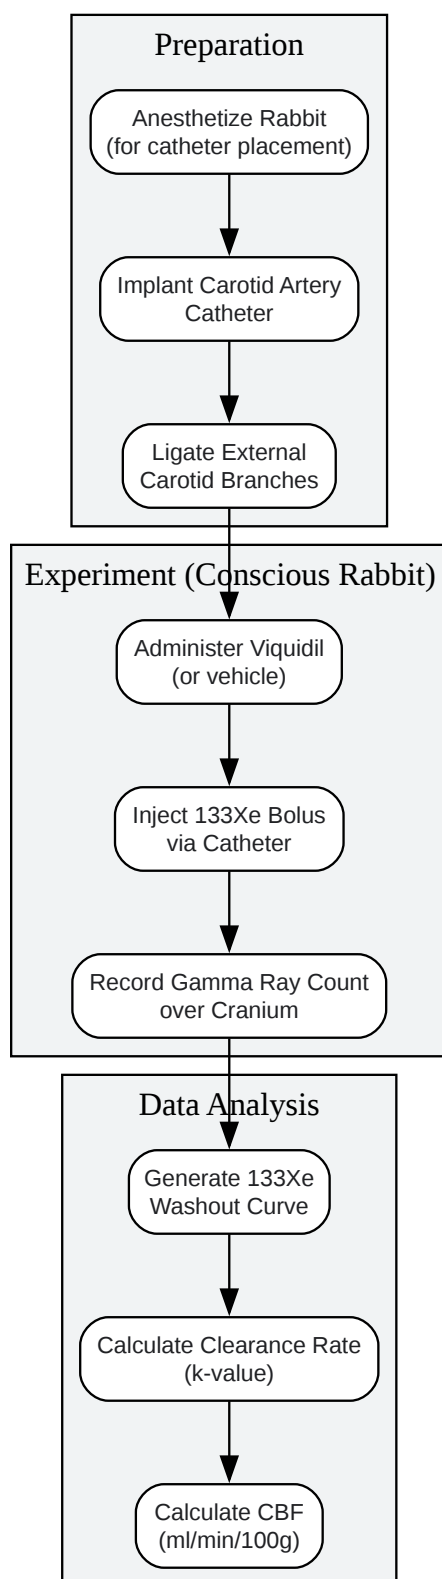 Preparation
Anesthetize Rabbit
(for catheter placement)
Implant Carotid Artery
Catheter
Ligate External
Carotid Branches
Experiment (Conscious Rabbit)
Administer Viquidil
(or vehicle)
Inject 133Xe Bolus
via Catheter
Record Gamma Ray Count
over Cranium
Data Analysis
Generate 133Xe
Washout Curve
Calculate Clearance Rate
(k-value)
Calculate CBF
(ml/min/100g)